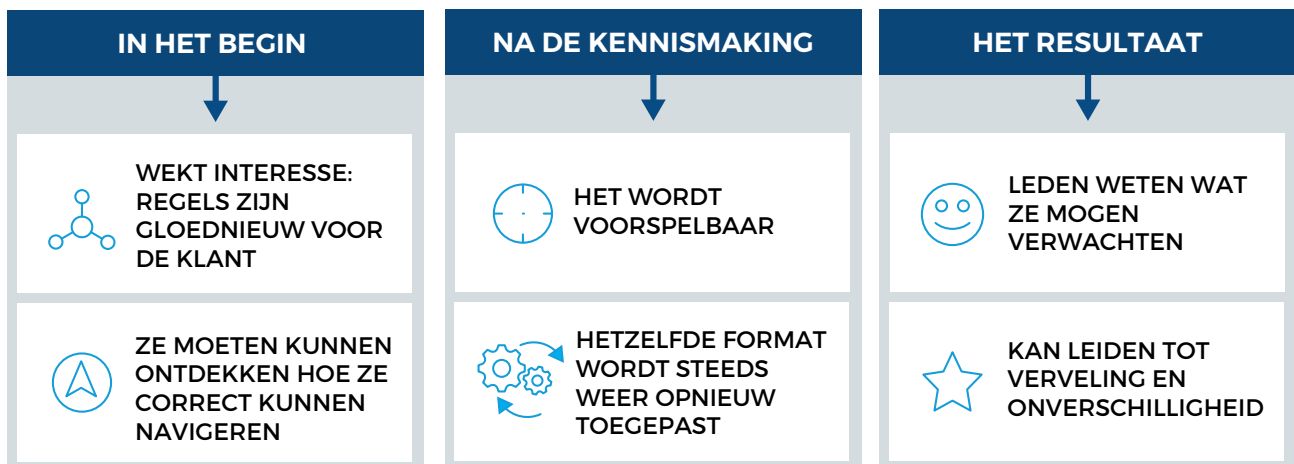 IN HET BEGIN
WEKT INTERESSE:
REGELS ZIJN
GLOEDNIEUW VOOR
DE KLANT
ZE MOETEN KUNNEN
ONTDEKKEN HOE ZE
CORRECT KUNNEN
NAVIGEREN
NA DE KENNISMAKING
HET WORDT
VOORSPELBAAR
HETZELFDE FORMAT
WORDT STEEDS
WEER OPNIEUW
TOEGEPAST
HET RESULTAAT
LEDEN WETEN WAT
ZE MOGEN
VERWACHTEN
KAN LEIDEN TOT
VERVELING EN
ONVERSCHILLIGHEID